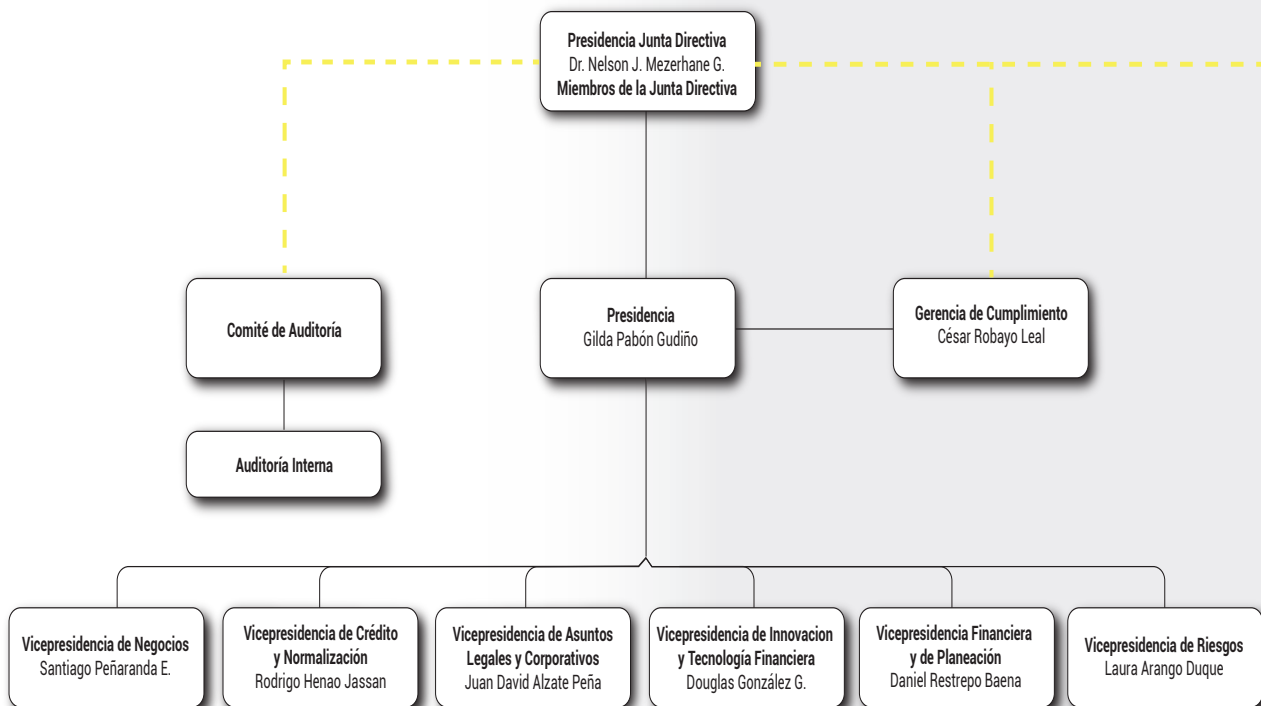 Presidencia Junta Directiva
Dr. Nelson J. Mezerhane G.
Miembros de la Junta Directiva
Comité de Auditoría
Presidencia
Gilda Pabón Gudiño
Gerencia de Cumplimiento
César Robayo Leal
Auditoría Interna
Vicepresidencia de Negocios
Santiago Peñaranda E.
Vicepresidencia de Crédito
y Normalización
Rodrigo Henao Jassan
Vicepresidencia de Asuntos
Legales y Corporativos
Juan David Alzate Peña
Vicepresidencia de Innovacion
y Tecnología Financiera
Douglas González G.
Vicepresidencia Financiera
y de Planeación
Daniel Restrepo Baena
Vicepresidencia de Riesgos
Laura Arango Duque